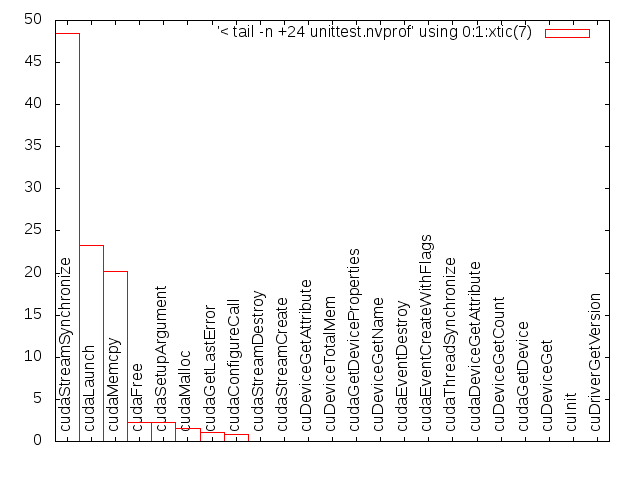 '< tail -n +24 unittest.nvprof' using 0:1:xtic(7)
50
45
40
35
30
25
20
15
10
5
0
cudaStreamSynchronize
cudaLaunch
cudaMemcpy
cudaFree
cudaSetupArgument
cudaMalloc
cudaGetLastError
cudaConfigureCall
cudaStreamDestroy
cudaStreamCreate
cuDeviceGetAttribute
cuDeviceTotalMem
cudaGetDeviceProperties
cuDeviceGetName
cudaEventDestroy
cudaEventCreateWithFlags
cudaThreadSynchronize
cudaDeviceGetAttribute
cuDeviceGetCount
cudaGetDevice
cuDeviceGet
cuInit
cuDriverGetVersion